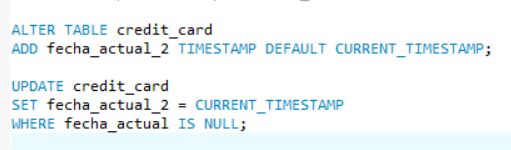 ALTER TABLE credit_card
ADD fecha_actual_2 TIMESTAMP DEFAULT CURRENT_TIMESTAMP;
UPDATE credit_card
SET fecha_actual_2 = CURRENT_TIMESTAMP
WHERE fecha_actual IS NULL;